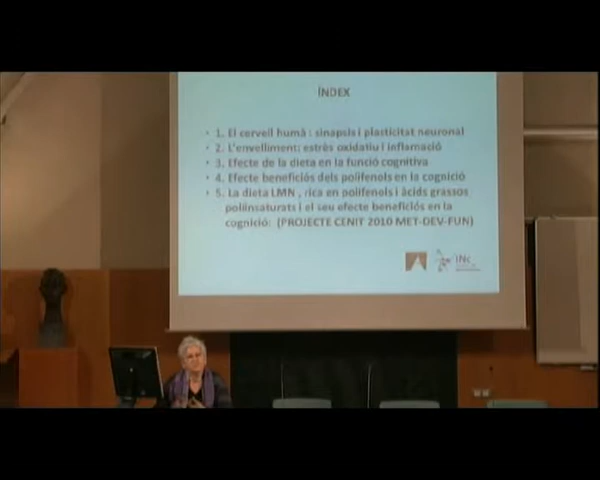 ÍNDEX
• 1. El cervell humà : sinapsis i plasticitat neuronal
• 2. L'envelliment: estrès oxidatiu i inflamació
• 3. Efecte de la dieta en la funció cognitiva
• 4. Efecte beneficiós dels polifenols en la cognició
• 5. La dieta LMN , rica en polifenols i àcids grassos
poliinsaturats i el seu efecte beneficiós en la
cognició: (PROJECTE CENIT 2010 MET-DEV-FUN)
INc